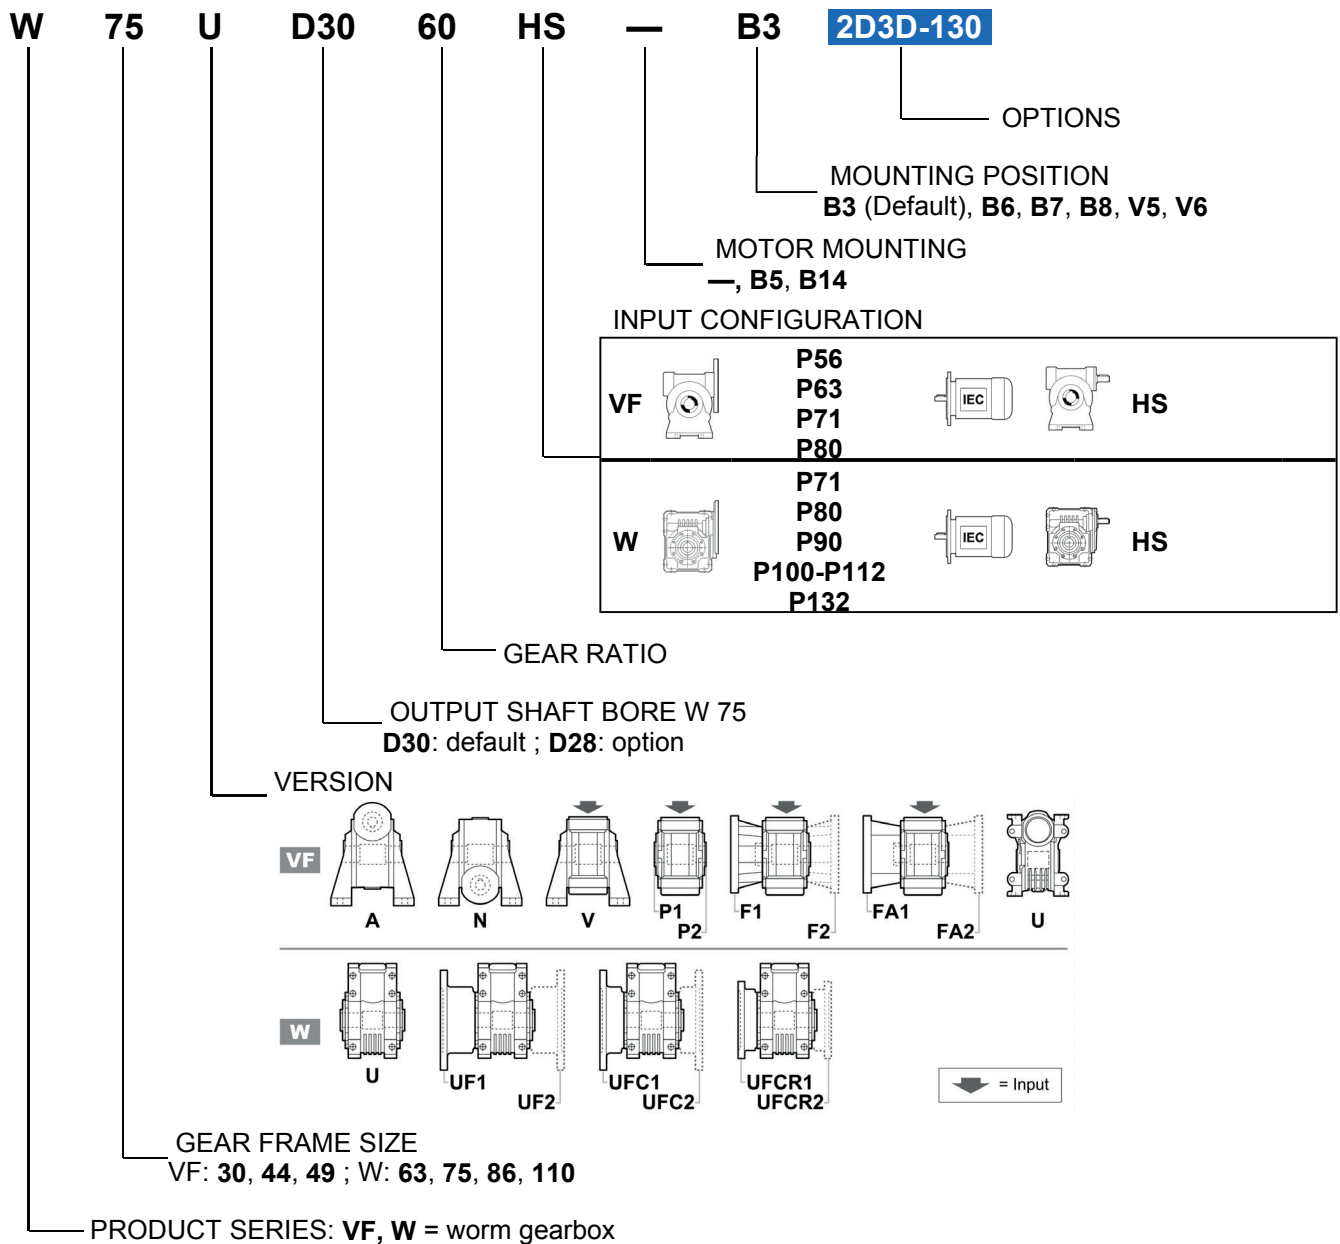 W 75 U D30 60 HS — B3 2D3D-130
OPTIONS
MOUNTING POSITION
B3 (Default), B6, B7, B8, V5, V6
MOTOR MOUNTING
—, B5, B14
INPUT CONFIGURATION
VF
P56
P63
P71
P80
IEC
HS
W
P71
P80
P90
P100-P112
P132
IEC
HS
GEAR RATIO
OUTPUT SHAFT BORE W 75
D30: default ; D28: option
VERSION
VF
A
N
V
P1
P2
F1
F2
FA1
FA2
U
W
U
UF1
UF2
UFC1
UFC2
UFCR1
UFCR2
= Input
GEAR FRAME SIZE
VF: 30, 44, 49 ; W: 63, 75, 86, 110
PRODUCT SERIES: VF, W = worm gearbox